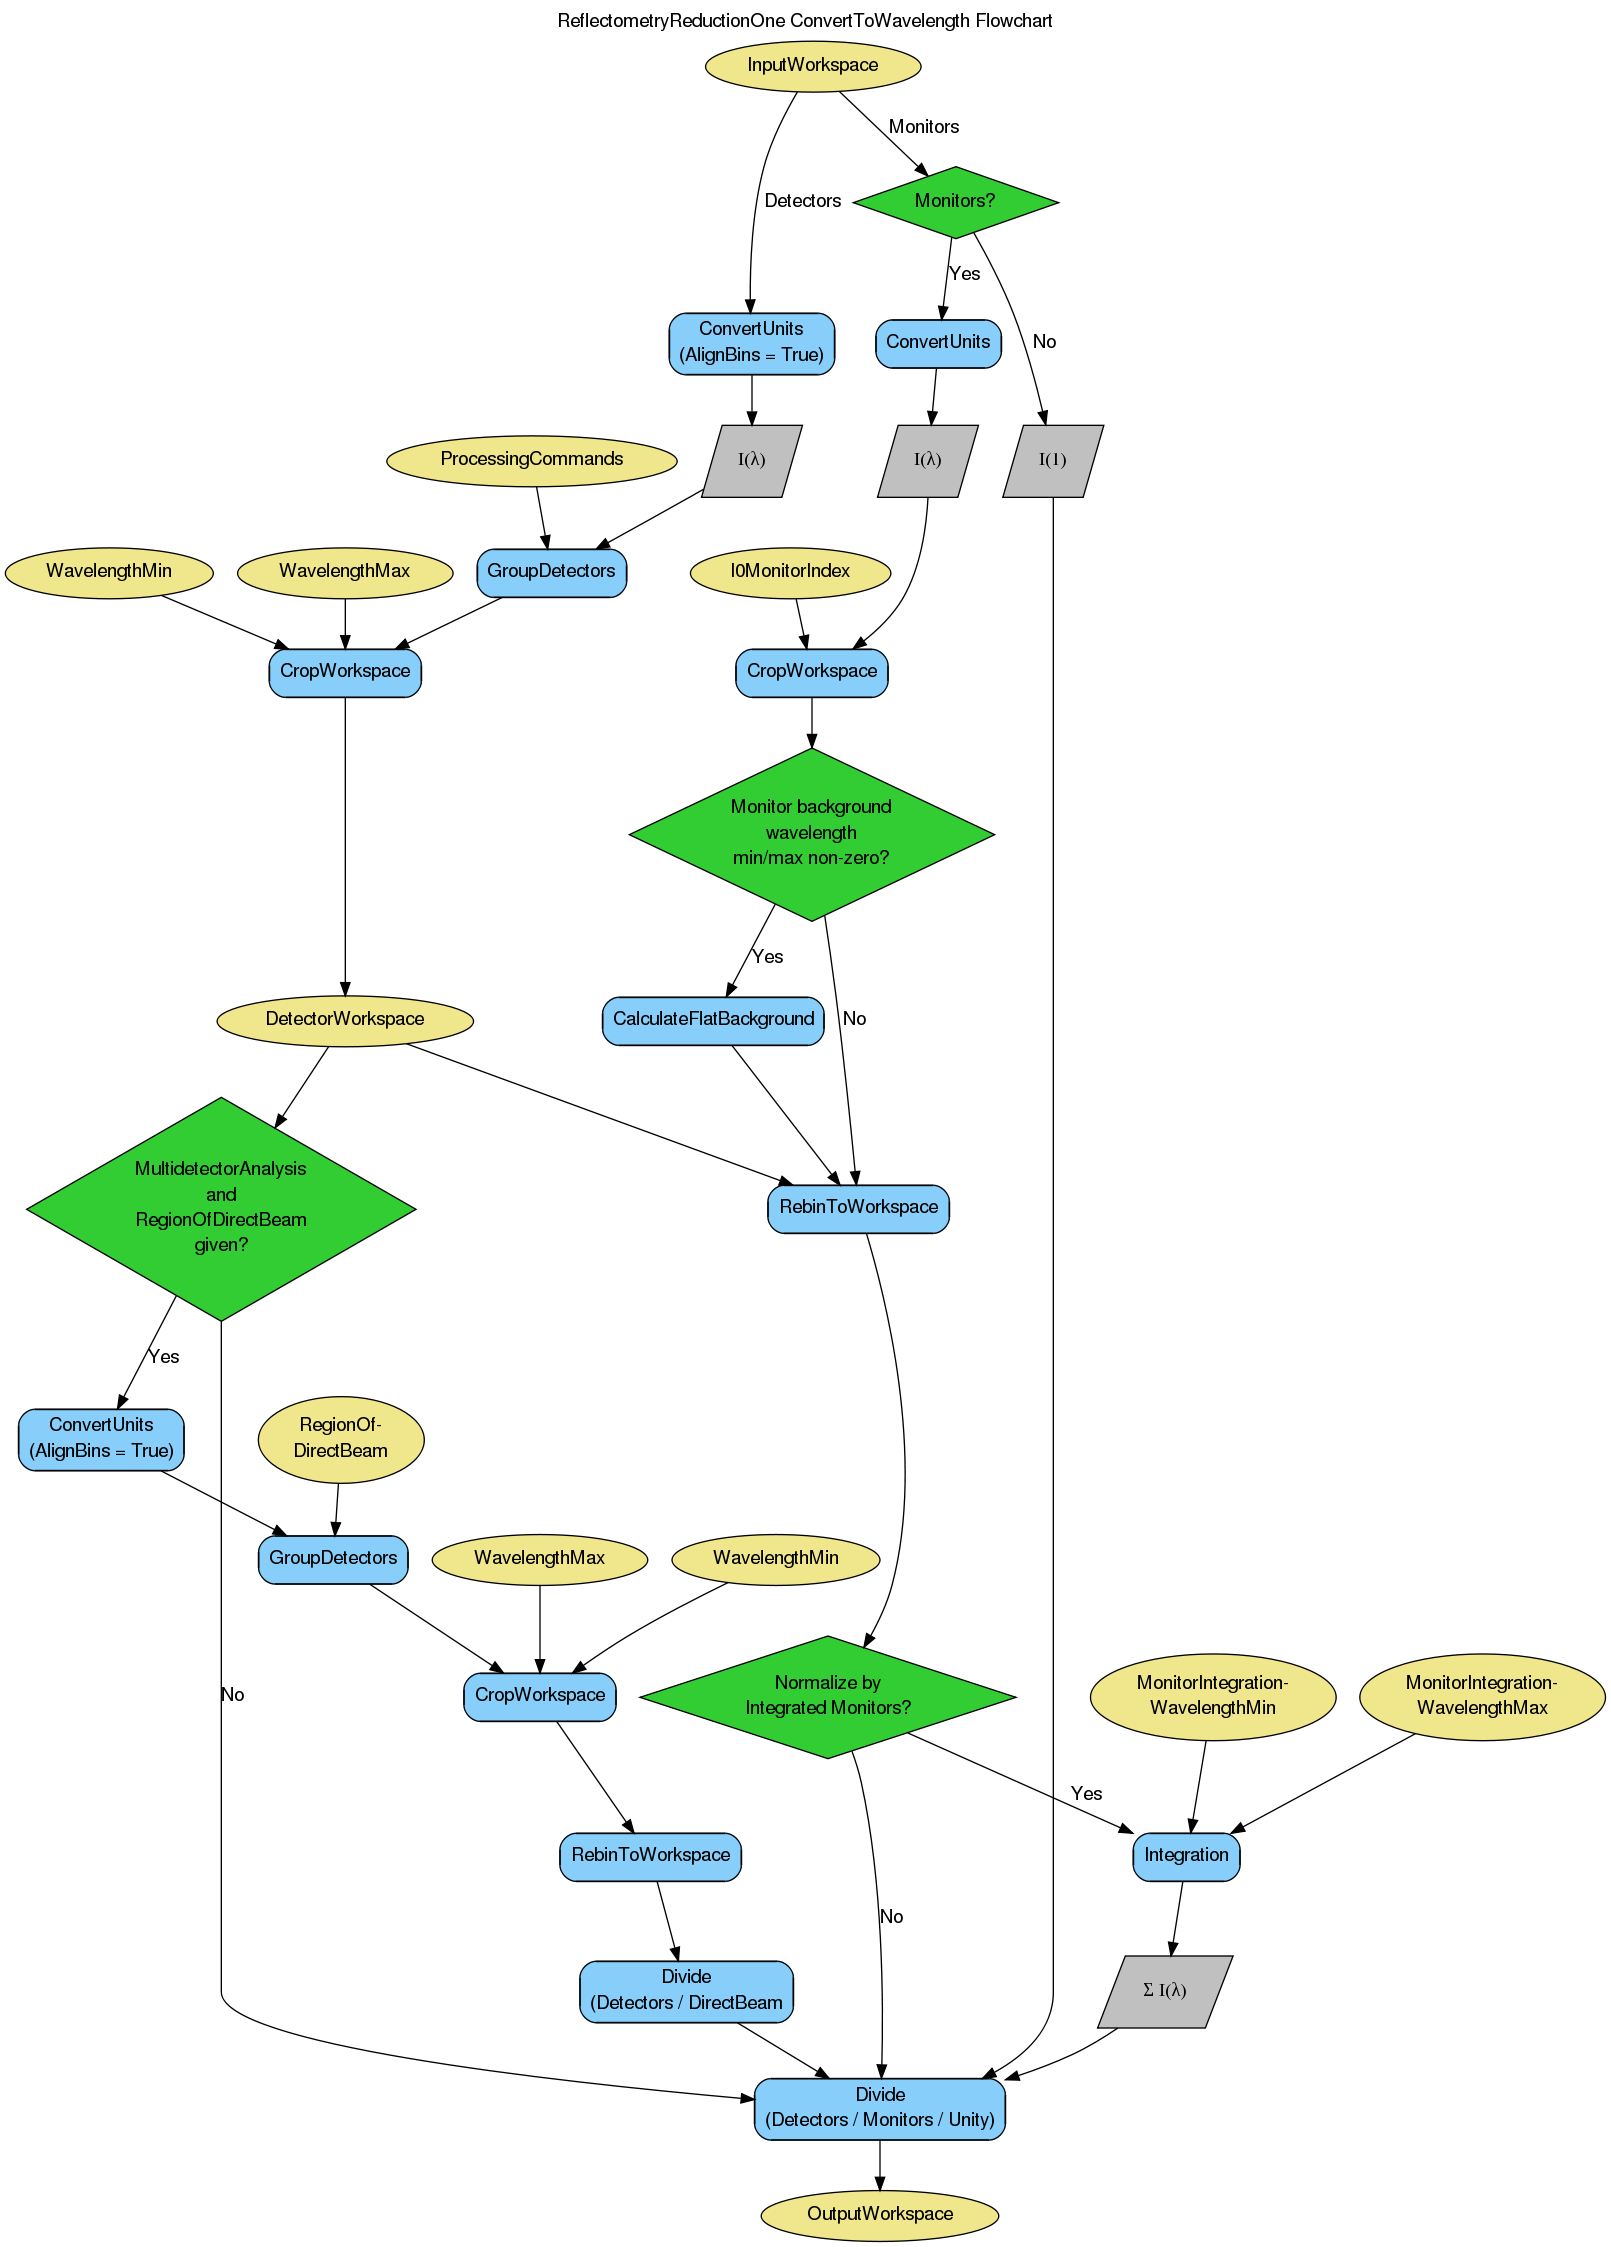 ReflectometryReductionOne ConvertToWavelength Flowchart
InputWorkspace
Monitors
Detectors
Monitors?
Yes
ConvertUnits
(AlignBins = True)
ConvertUnits
No
ProcessingCommands
I(λ)
I(λ)
I(1)
WavelengthMin
WavelengthMax
GroupDetectors
I0MonitorIndex
CropWorkspace
CropWorkspace
Monitor background
wavelength
min/max non-zero?
Yes
DetectorWorkspace
CalculateFlatBackground
No
MultidetectorAnalysis
and
RegionOfDirectBeam
given?
RebinToWorkspace
Yes
ConvertUnits
(AlignBins = True)
RegionOf-
DirectBeam
GroupDetectors
WavelengthMax
WavelengthMin
No
CropWorkspace
Normalize by
Integrated Monitors?
MonitorIntegration-
WavelengthMin
MonitorIntegration-
WavelengthMax
Yes
RebinToWorkspace
Integration
No
Divide
(Detectors / DirectBeam
Σ I(λ)
Divide
(Detectors / Monitors / Unity)
OutputWorkspace